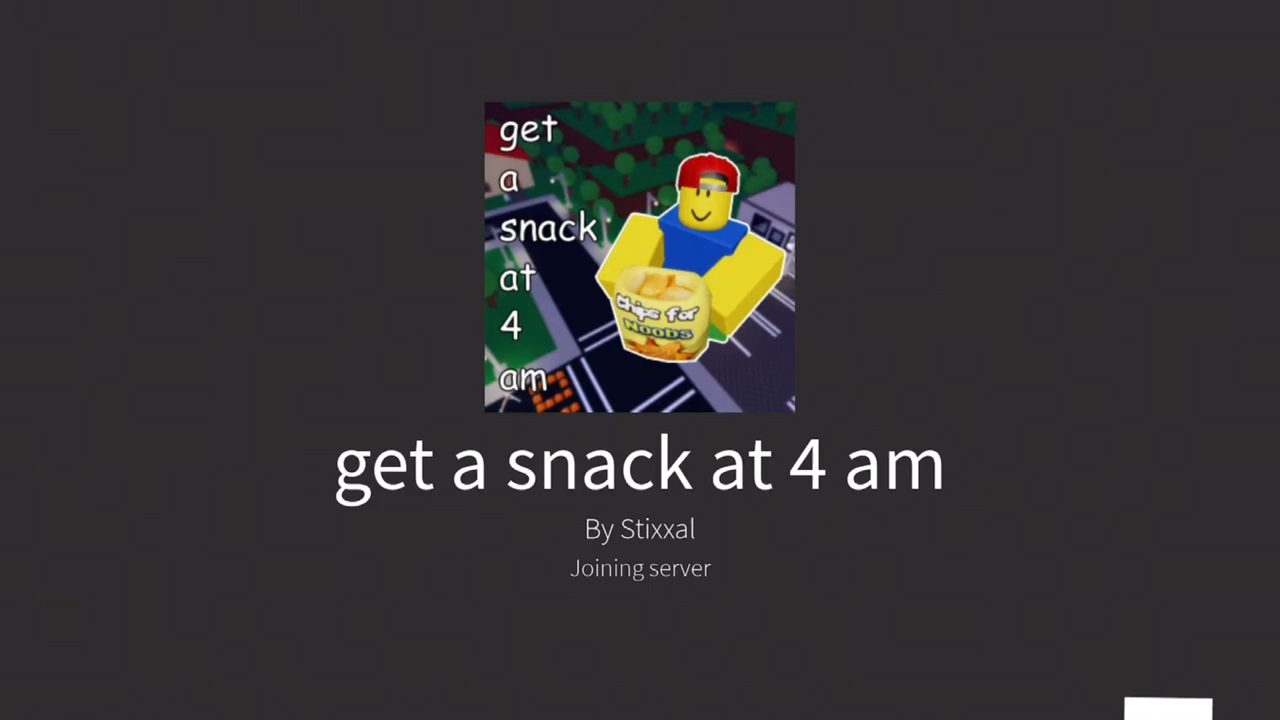 get
a
snack
at
4
am
Chips for
Noobs
get a snack at 4 am
By Stixxal
Joining server